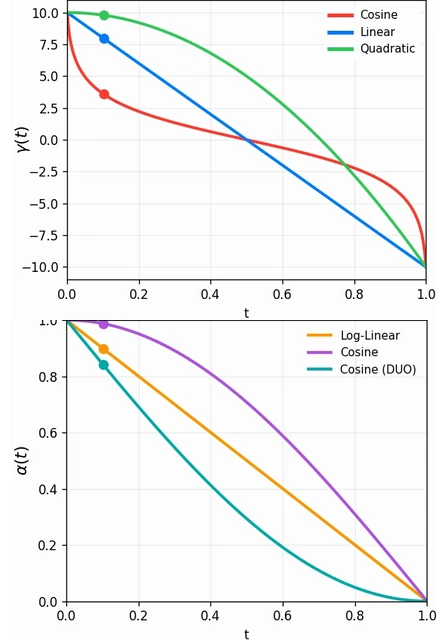 10.0
7.5
5.0
2.5
0.0
−2.5
−5.0
−7.5
−10.0
γ(t)
Cosine
Linear
Quadratic
0.0 0.2 0.4 0.6 0.8 1.0
t
1.0
0.8
0.6
0.4
0.2
0.0
α(t)
Log-Linear
Cosine
Cosine (DUO)
0.0 0.2 0.4 0.6 0.8 1.0
t